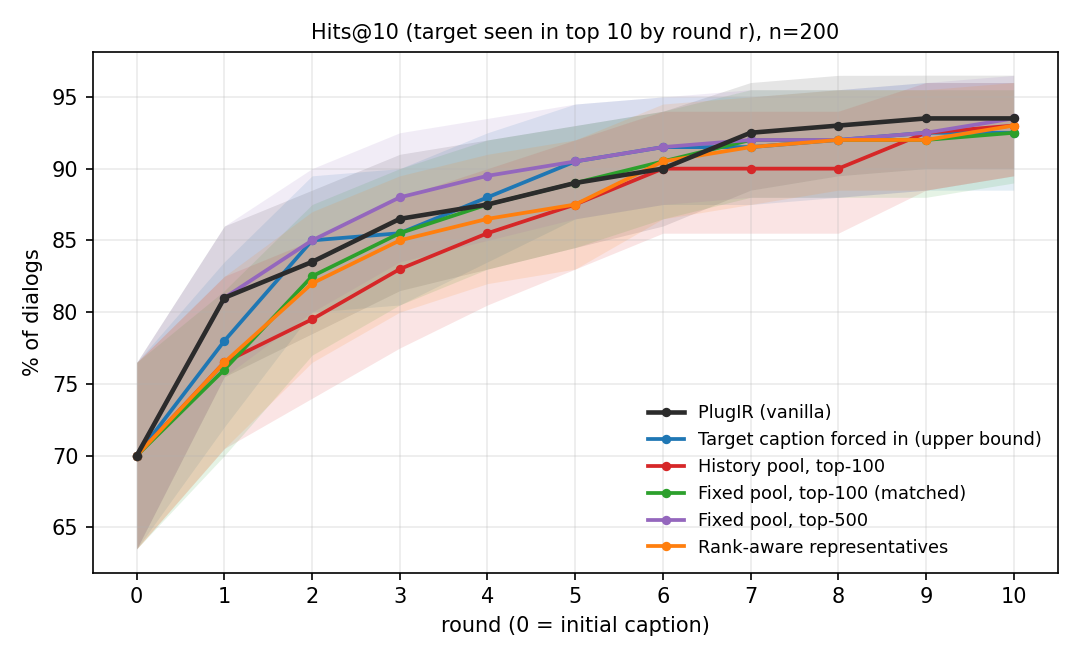 Hits@10 (target seen in top 10 by round r), n=200
% of dialogs
95
90
85
80
75
70
65
PlugIR (vanilla)
Target caption forced in (upper bound)
History pool, top-100
Fixed pool, top-100 (matched)
Fixed pool, top-500
Rank-aware representatives
0 1 2 3 4 5 6 7 8 9 10
round (0 = initial caption)